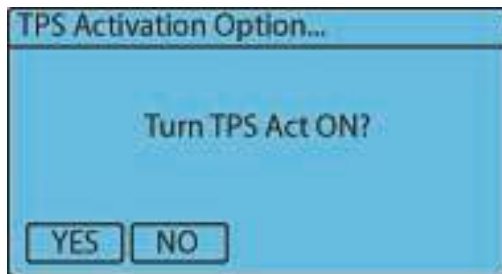 TPS Activation Option...
Turn TPS Act ON?
YES NO